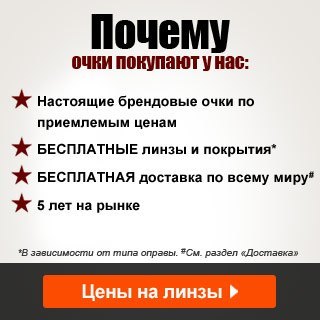 Почему
очки покупают у нас:
Настоящие брендовые очки по
приемлемым ценам
БЕСПЛАТНЫЕ линзы и покрытия*
БЕСПЛАТНАЯ доставка по всему миру#
5 лет на рынке
*В зависимости от типа оправы. #См. раздел «Доставка»
Цены на линзы